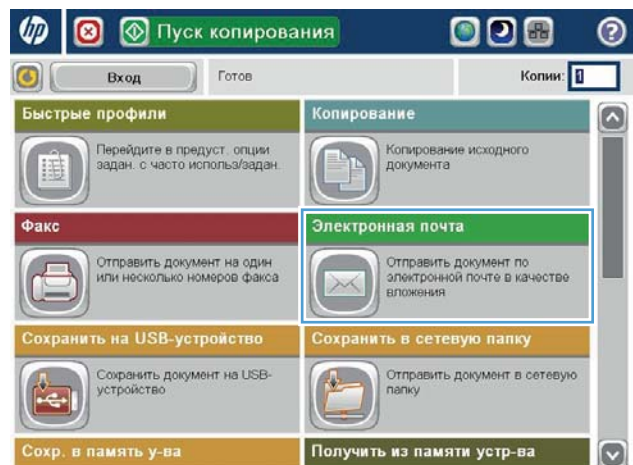 hp Пуск копирования ?
Вход Готов Копии: 1
Быстрые профили
Перейдите в предуст. опции
задан. с часто использ/задан.
Копирование
Копирование исходного
документа
Факс
Отправить документ на один
или несколько номеров факса
Электронная почта
Отправить документ по
электронной почте в качестве
вложения
Сохранить на USB-устройство
Сохранить документ на USB-
устройство
Сохранить в сетевую папку
Отправить документ в сетевую
папку
Сохр. в память у-ва
Получить из памяти устр-ва